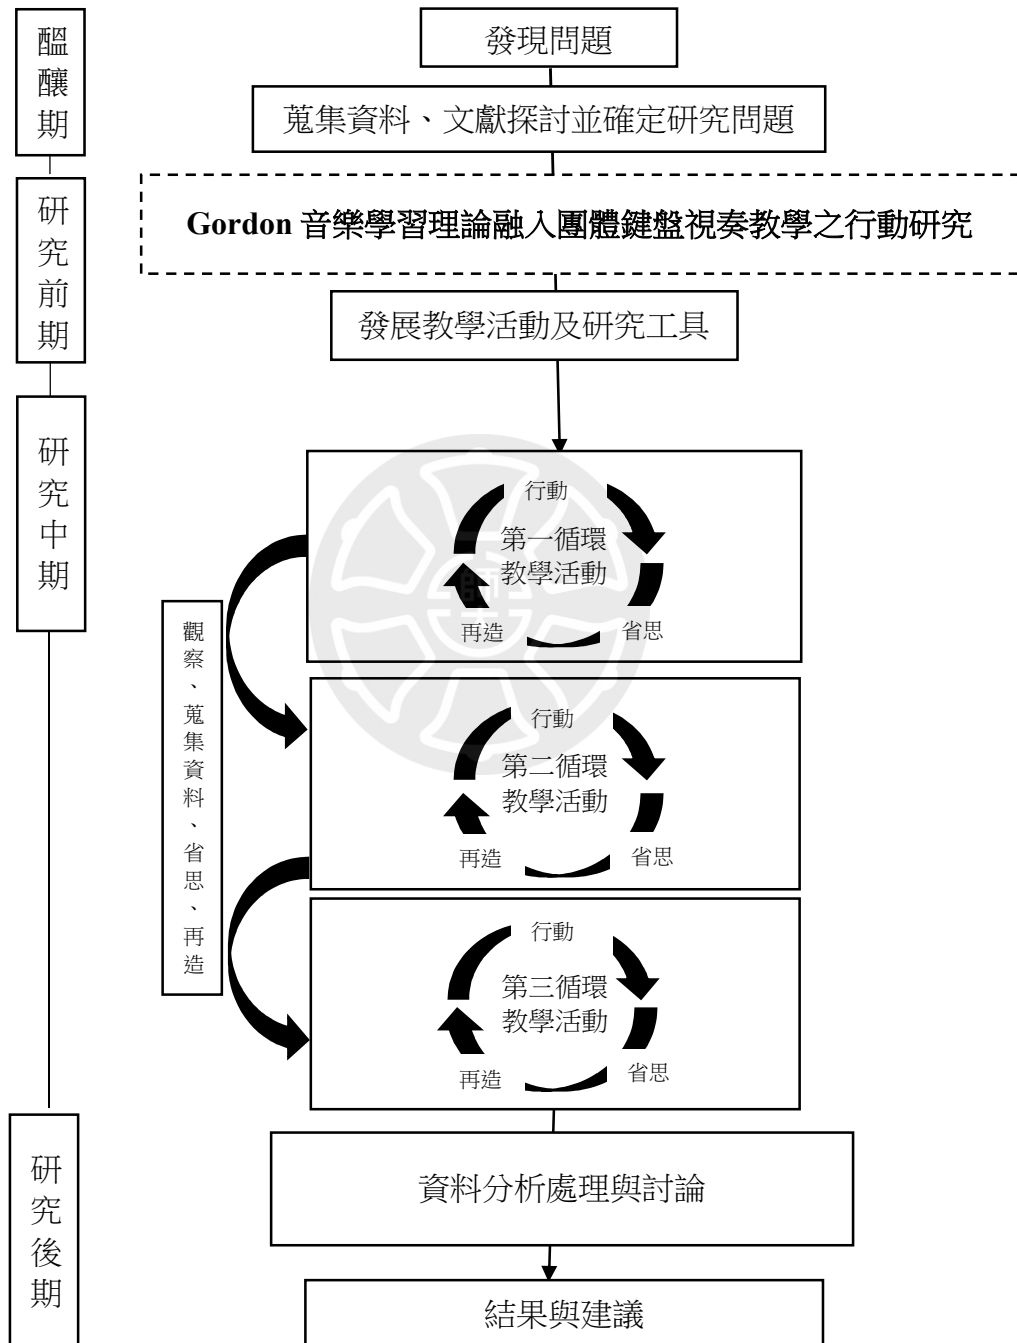 醞釀期
發現問題
蒐集資料、文獻探討並確定研究問題
研究前期
Gordon 音樂學習理論融入團體鍵盤視奏教學之行動研究
發展教學活動及研究工具
研究中期
行動
第一循環
教學活動
師
再造
省思
觀察、蒐集資料、省思、再造
行動
第二循環
教學活動
再造
省思
行動
第三循環
教學活動
再造
省思
研究後期
資料分析處理與討論
結果與建議